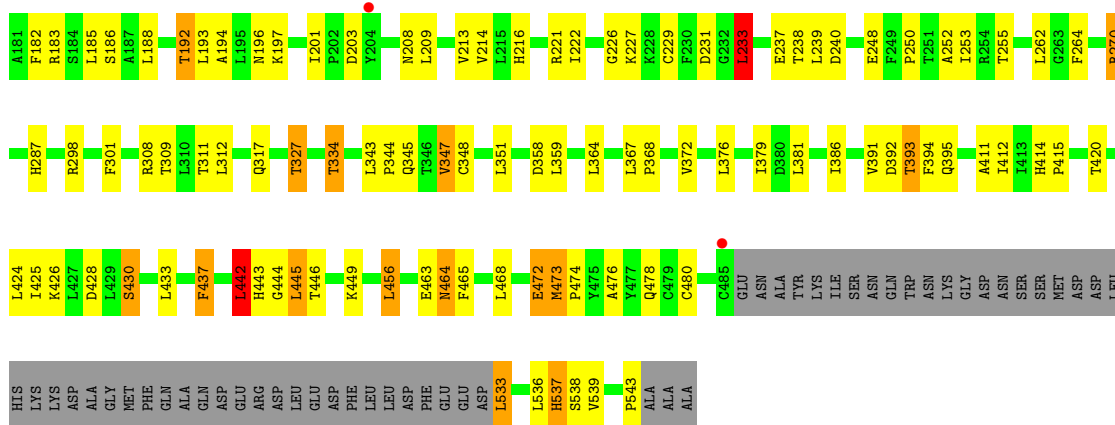 A181 F182 R183 S184 L185 S186 A187 L188 T192 L193 A194 L195 N196 K197 I201 P202 D203 Y204 N208 L209 V213 V214 L215 H216 R221 I222 G226 K227 K228 C229 F230 D231 G232 L233 E237 T238 L239 D240 E248 F249 P250 T251 A252 I253 R254 T255 L262 G263 F264
H287 R298 F301 R308 T309 L310 T311 L312 Q317 T327 T334 L343 P344 Q345 T346 V347 C348 L351 D358 L359 L364 L367 P368 V372 L376 I379 D380 L381 I386 V391 D392 T393 F394 Q395 A411 I412 I413 H414 P415 T420
L424 I425 K426 L427 D428 L429 S430 L433 F437 L442 H443 G444 L445 T446 K449 L456 E463 N464 F465 L468 E472 M473 P474 Y475 A476 Y477 Q478 C479 C480 C485 GLU ASN ALA TYR LYS ILE SER ASN GLN TRP ASN LYS GLY ASP ASN SER SER MET ASP ASP LEU
HIS LYS LYS ASP ALA GLY MET PHE GLN ALA GLN ASP GLU ARG ASP LEU GLU ASP PHE LEU LEU ASP PHE GLU GLU ASP L533 L536 H537 S538 V539 P543 ALA ALA ALA